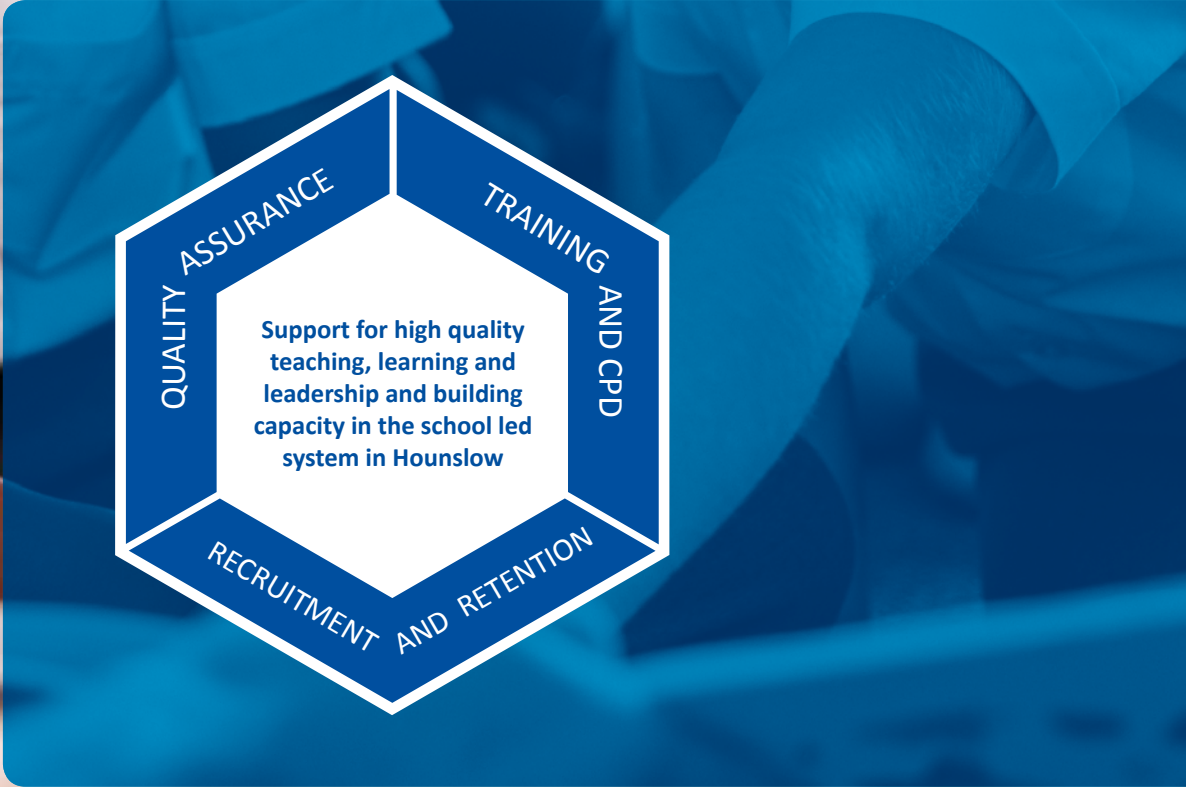 QUALITY ASSURANCE
TRAINING AND CPD
Support for high quality
teaching, learning and
leadership and building
capacity in the school led
system in Hounslow
RECRUITMENT AND RETENTION